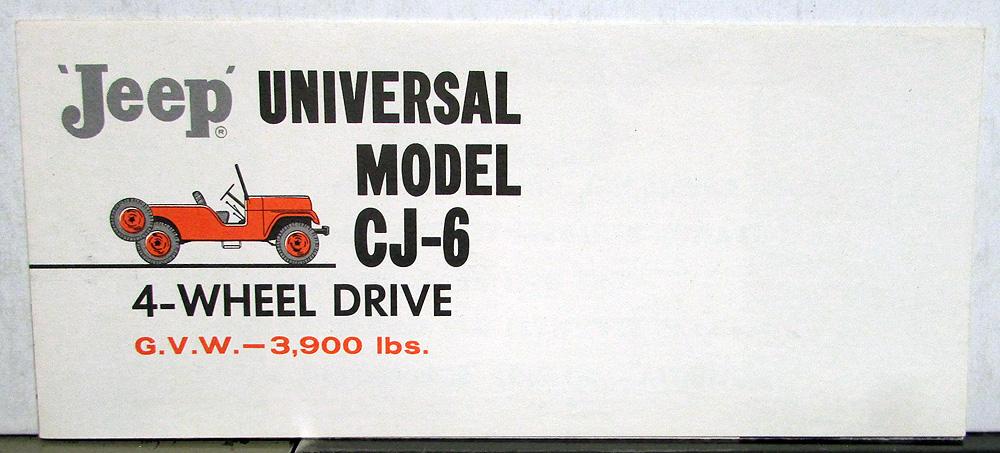 'Jeep'® UNIVERSAL
MODEL
CJ-6
4-WHEEL DRIVE
G.V.W.—3,900 lbs.